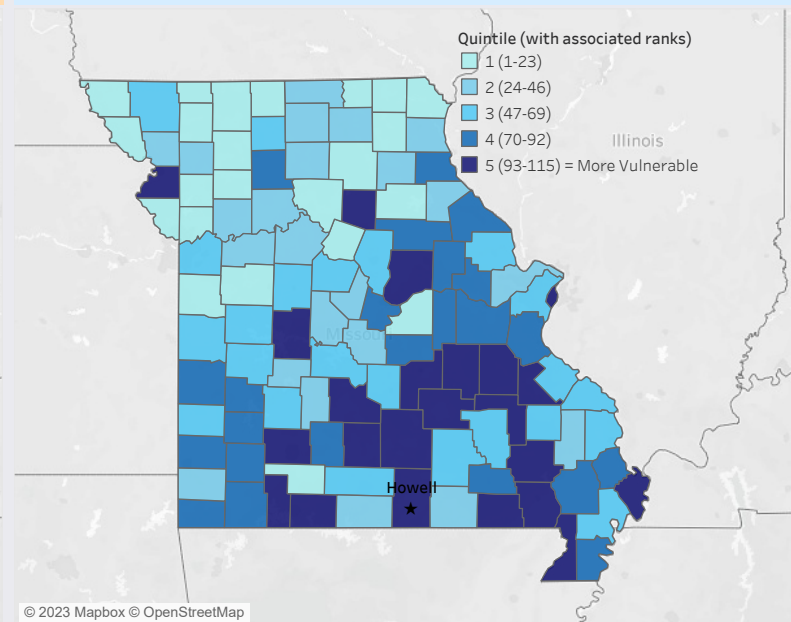 Quintile (with associated ranks)
1 (1-23)
2 (24-46)
3 (47-69)
4 (70-92)
5 (93-115) = More Vulnerable
Illinois
Missouri
Howell
★
© 2023 Mapbox © OpenStreetMap